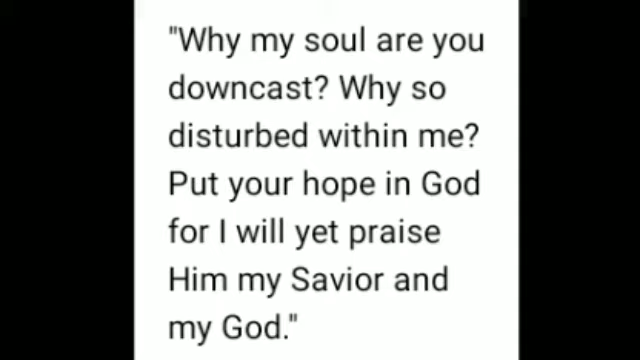 "Why my soul are you
downcast? Why so
disturbed within me?
Put your hope in God
for I will yet praise
Him my Savior and
my God."